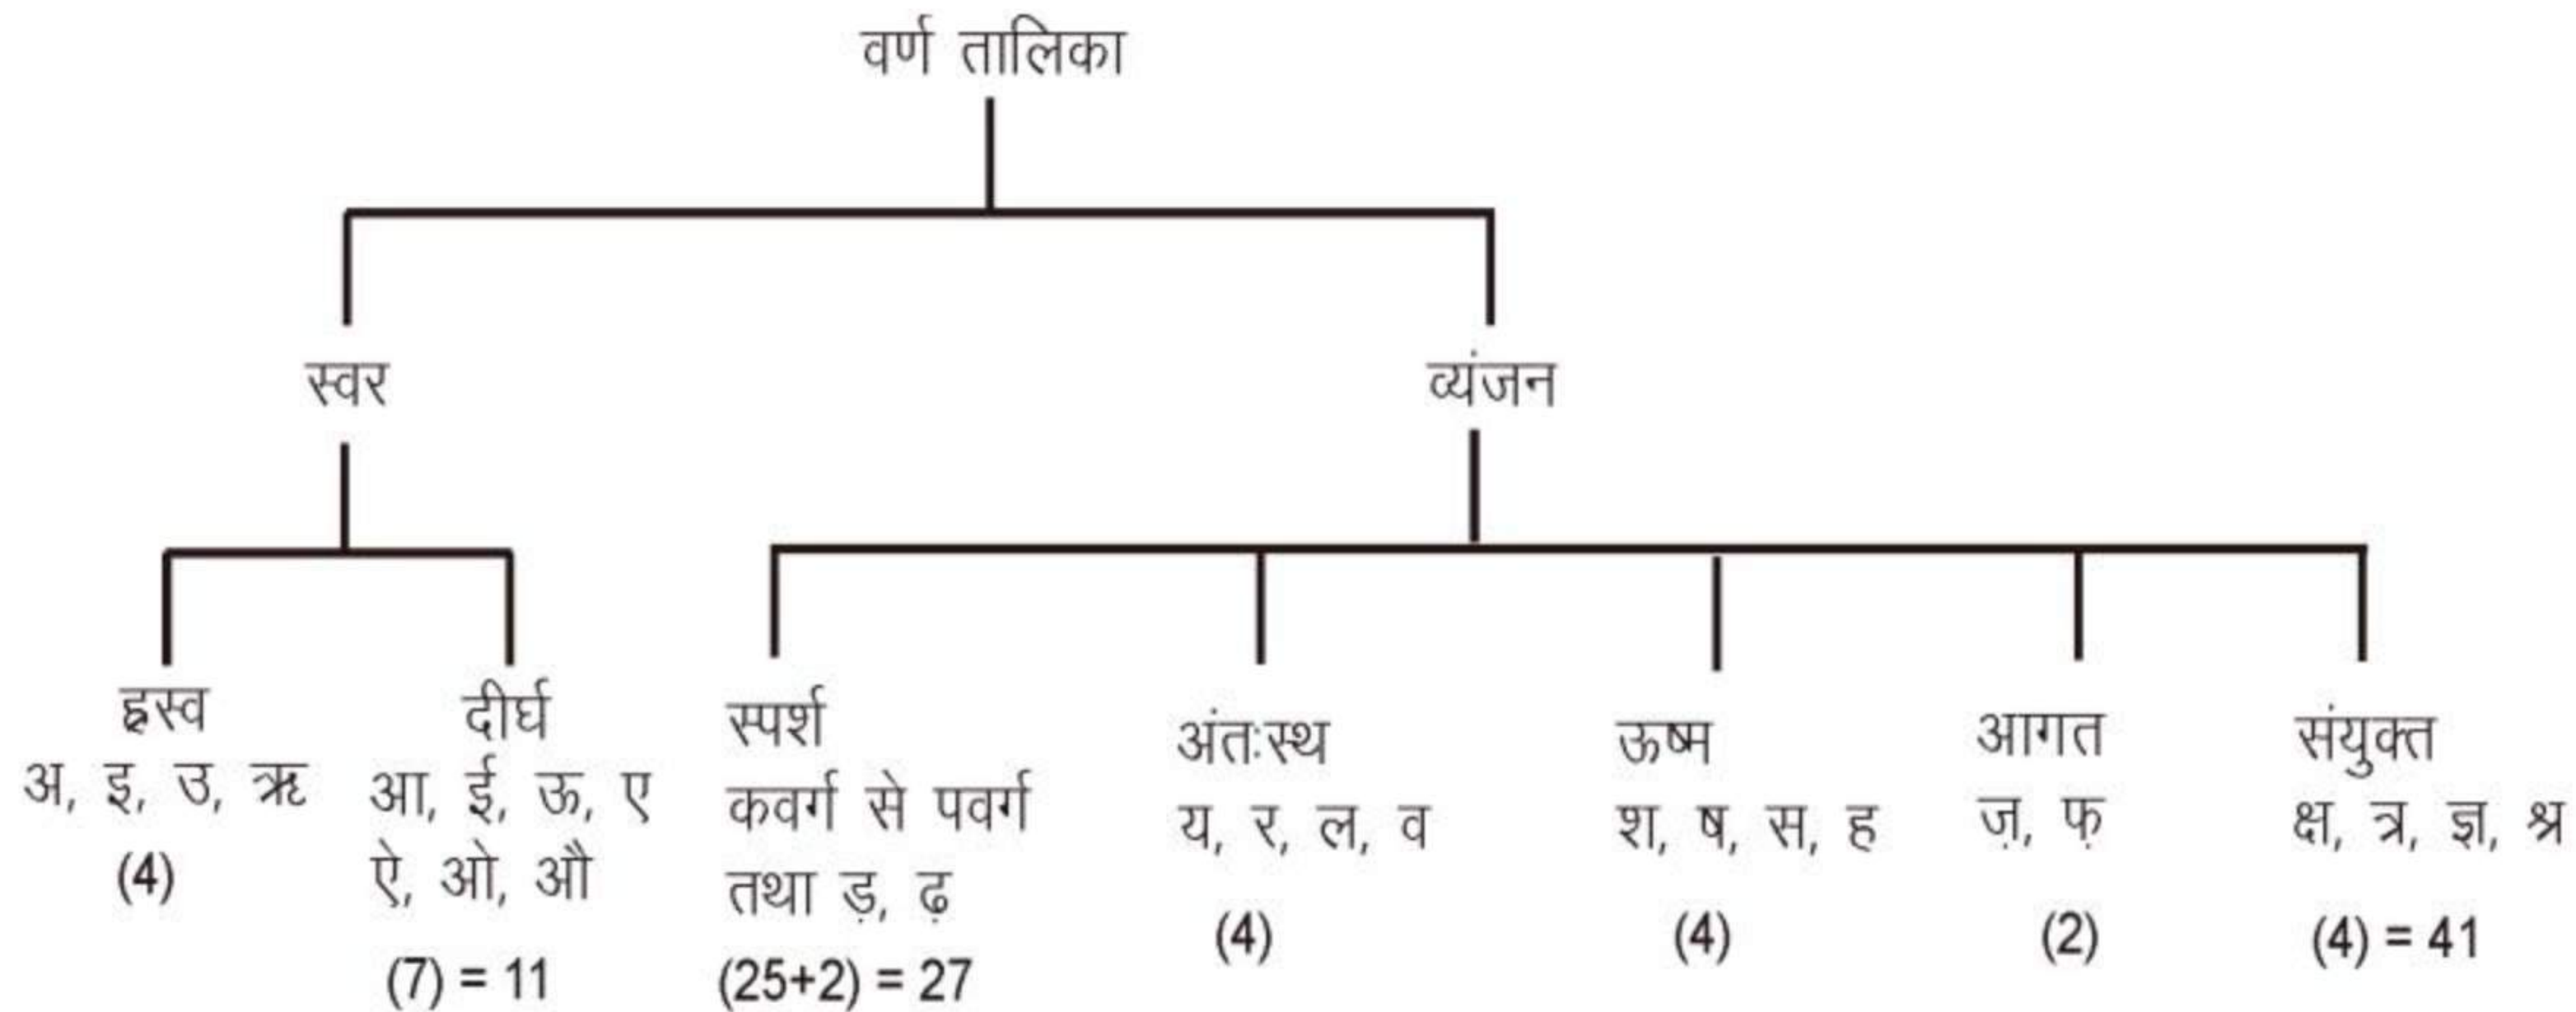 वर्ण तालिका
स्वर
व्यंजन
ह्रस्व
अ, इ, उ, ऋ
(4)
दीर्घ
आ, ई, ऊ, ए
ऐ, ओ, औ
(7) = 11
स्पर्श
कवर्ग से पवर्ग
तथा ड़, ढ़
(25+2) = 27
अंतःस्थ
य, र, ल, व
(4)
ऊष्म
श, ष, स, ह
(4)
आगत
ज़, फ़
(2)
संयुक्त
क्ष, त्र, ज्ञ, श्र
(4) = 41